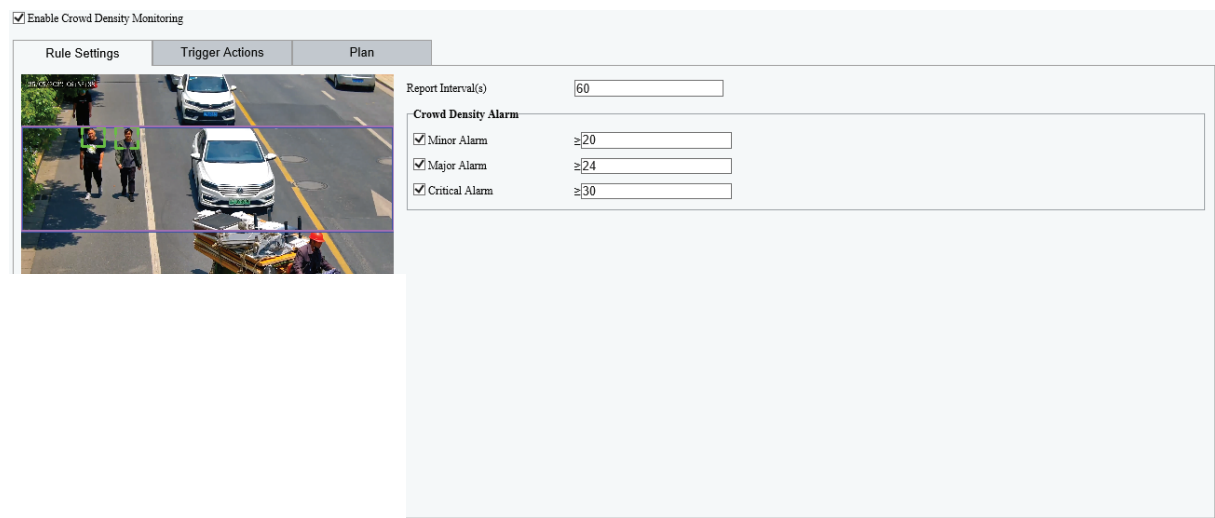 Enable Crowd Density Monitoring
Rule Settings
Trigger Actions
Plan
Report Interval(s)
60
Crowd Density Alarm
Minor Alarm
≥20
Major Alarm
≥24
Critical Alarm
≥30